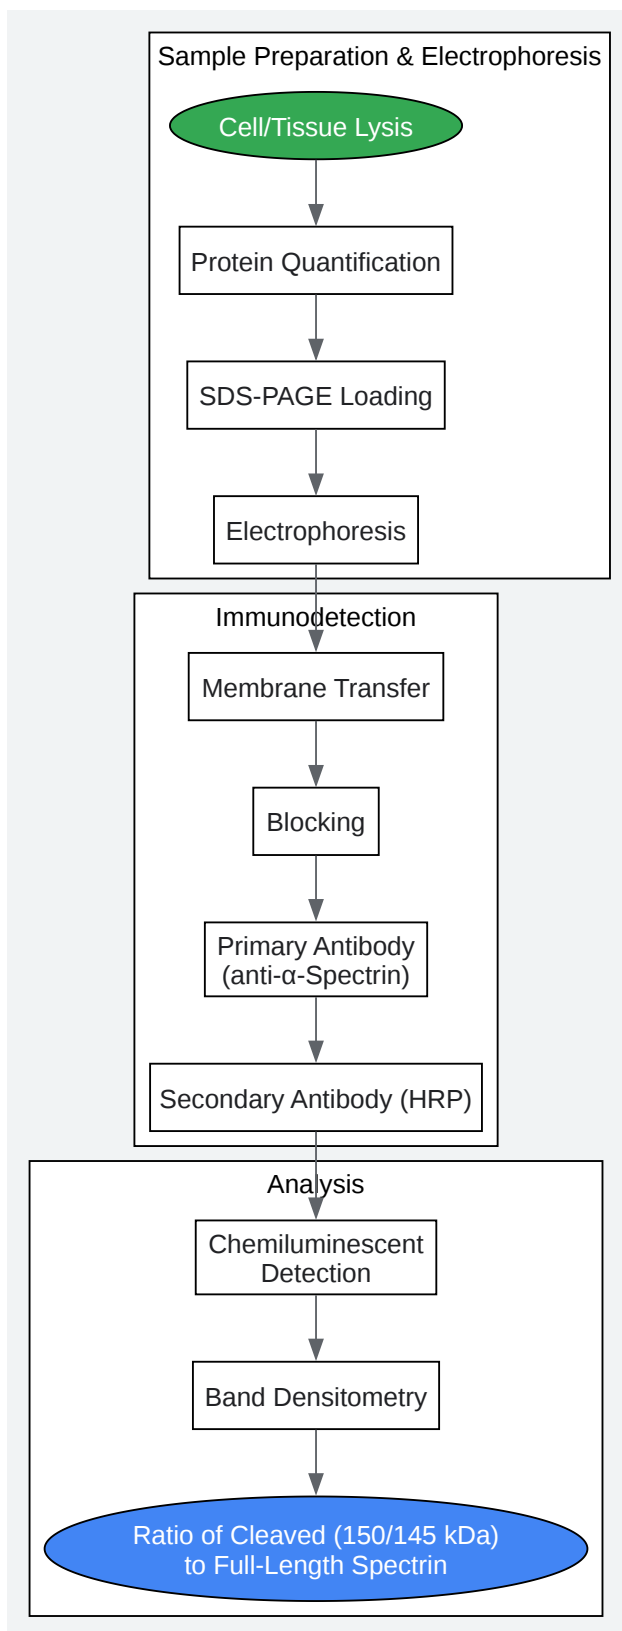 Sample Preparation & Electrophoresis
Cell/Tissue Lysis
Protein Quantification
SDS-PAGE Loading
Electrophoresis
Immunodetection
Membrane Transfer
Blocking
Primary Antibody
(anti-α-Spectrin)
Secondary Antibody (HRP)
Analysis
Chemiluminescent
Detection
Band Densitometry
Ratio of Cleaved (150/145 kDa)
to Full-Length Spectrin